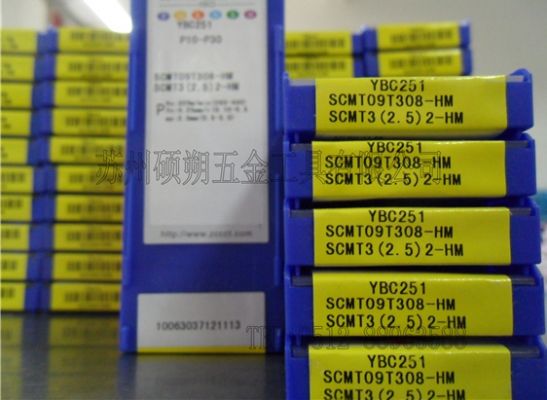 YBC251
P10-P30
SCMT09T308-HM
SCMT3(2.5)2-HM
P
http://www.zccct.com
10063037121113
YBC251
SCMT09T308-HM
SCMT3(2.5)2-HM
YBC251
SCMT09T308-HM
SCMT3(2.5)2-HM
YBC251
SCMT09T308-HM
SCMT3(2.5)2-HM
YBC251
SCMT09T308-HM
SCMT3(2.5)2-HM
YBC251
SCMT09T308-HM
SCMT3(2.5)2-HM
苏州硕朔五金工具有限公司